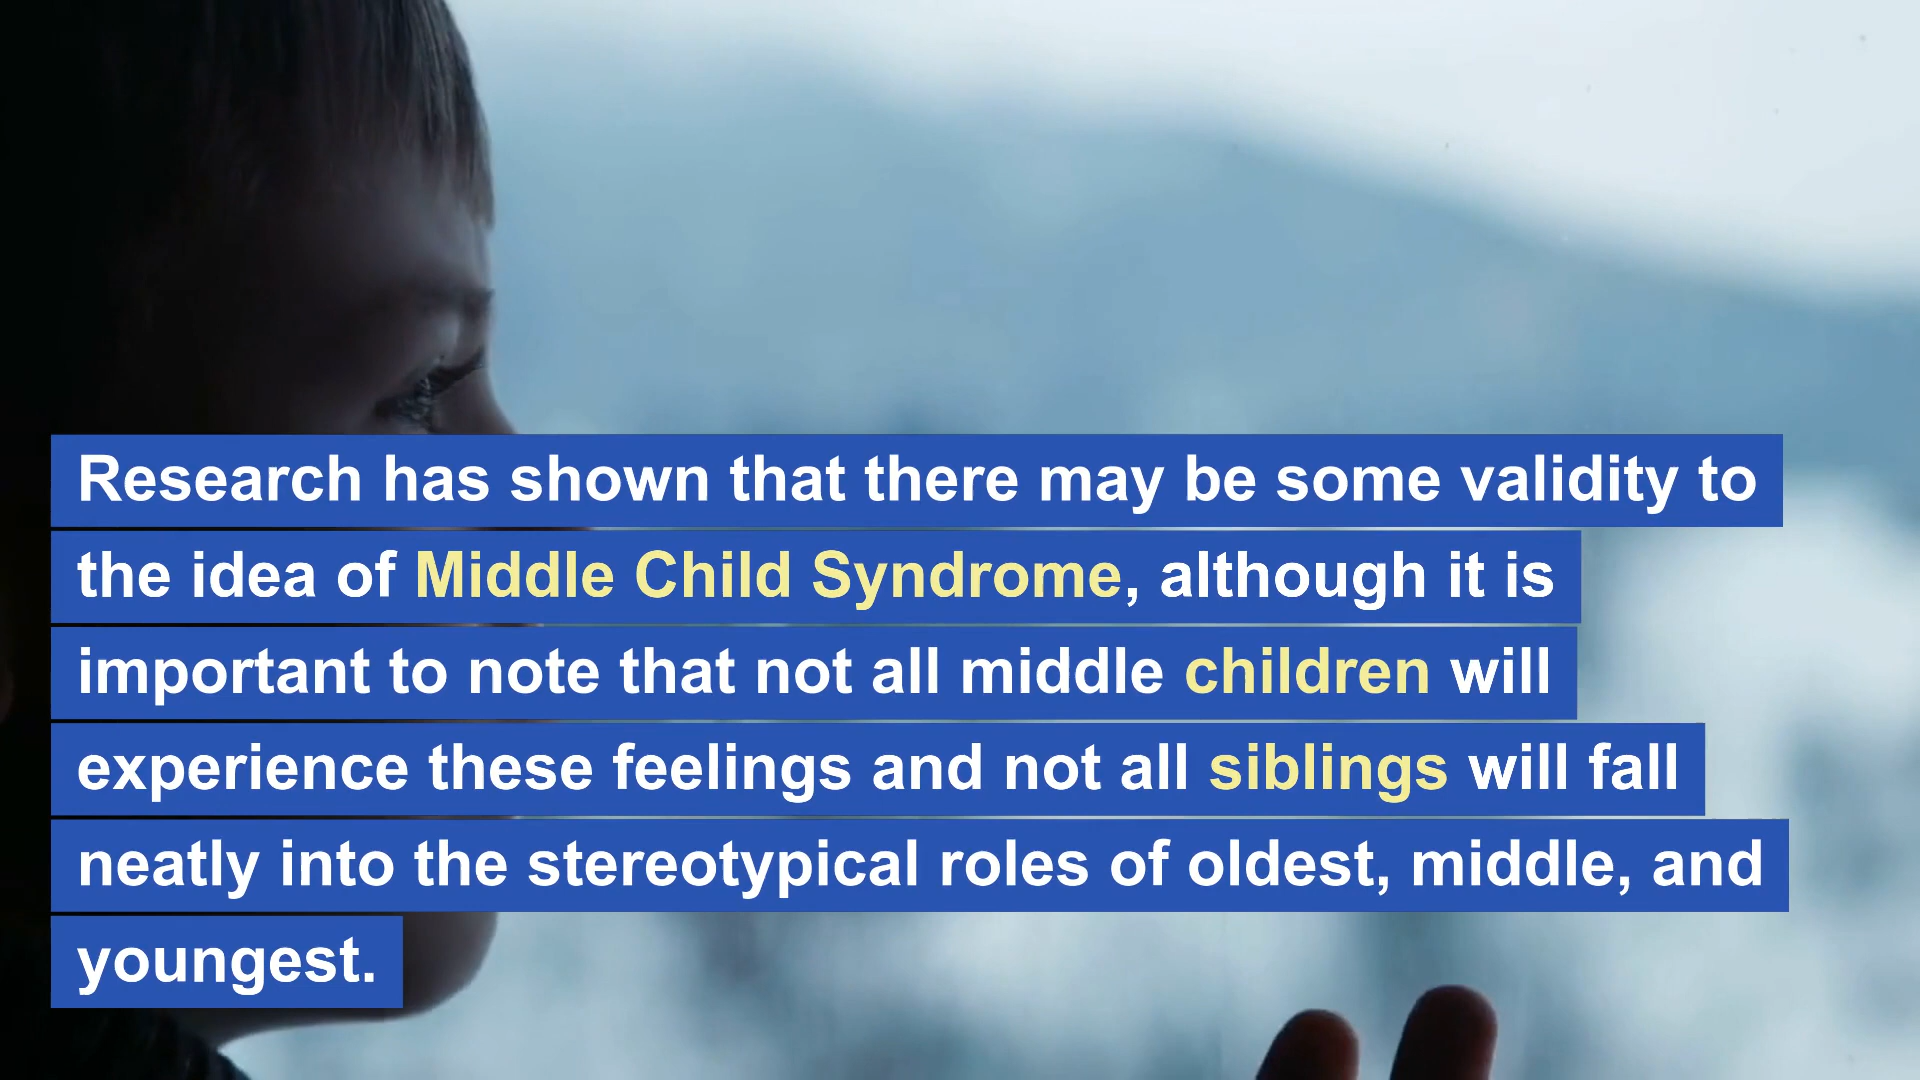 Research has shown that there may be some validity to
the idea of Middle Child Syndrome, although it is
important to note that not all middle children will
experience these feelings and not all siblings will fall
neatly into the stereotypical roles of oldest, middle, and
youngest.